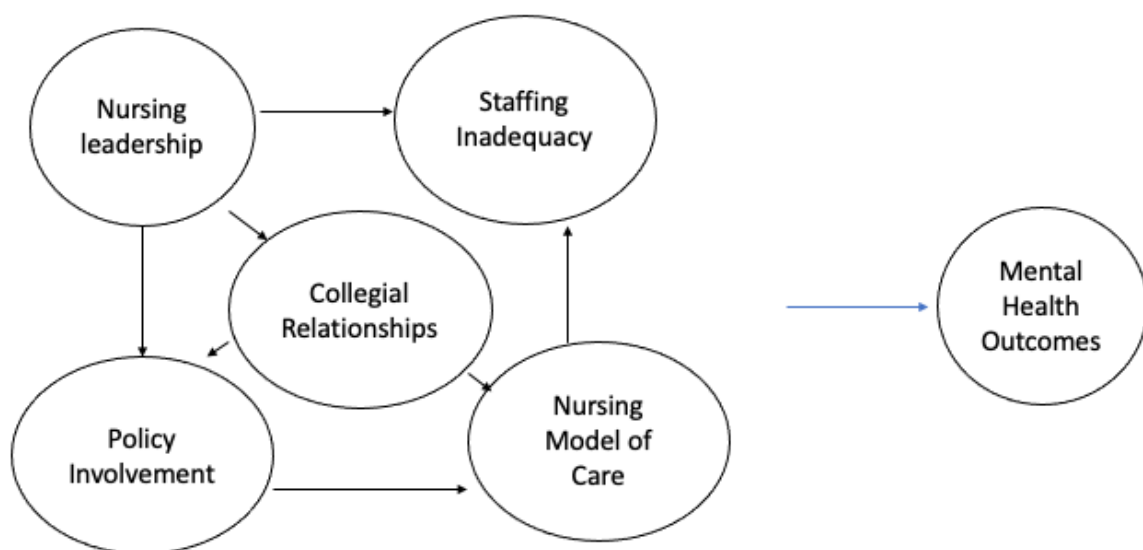 Nursing
leadership
Staffing
Inadequacy
Collegial
Relationships
Mental
Health
Outcomes
Policy
Involvement
Nursing
Model of
Care